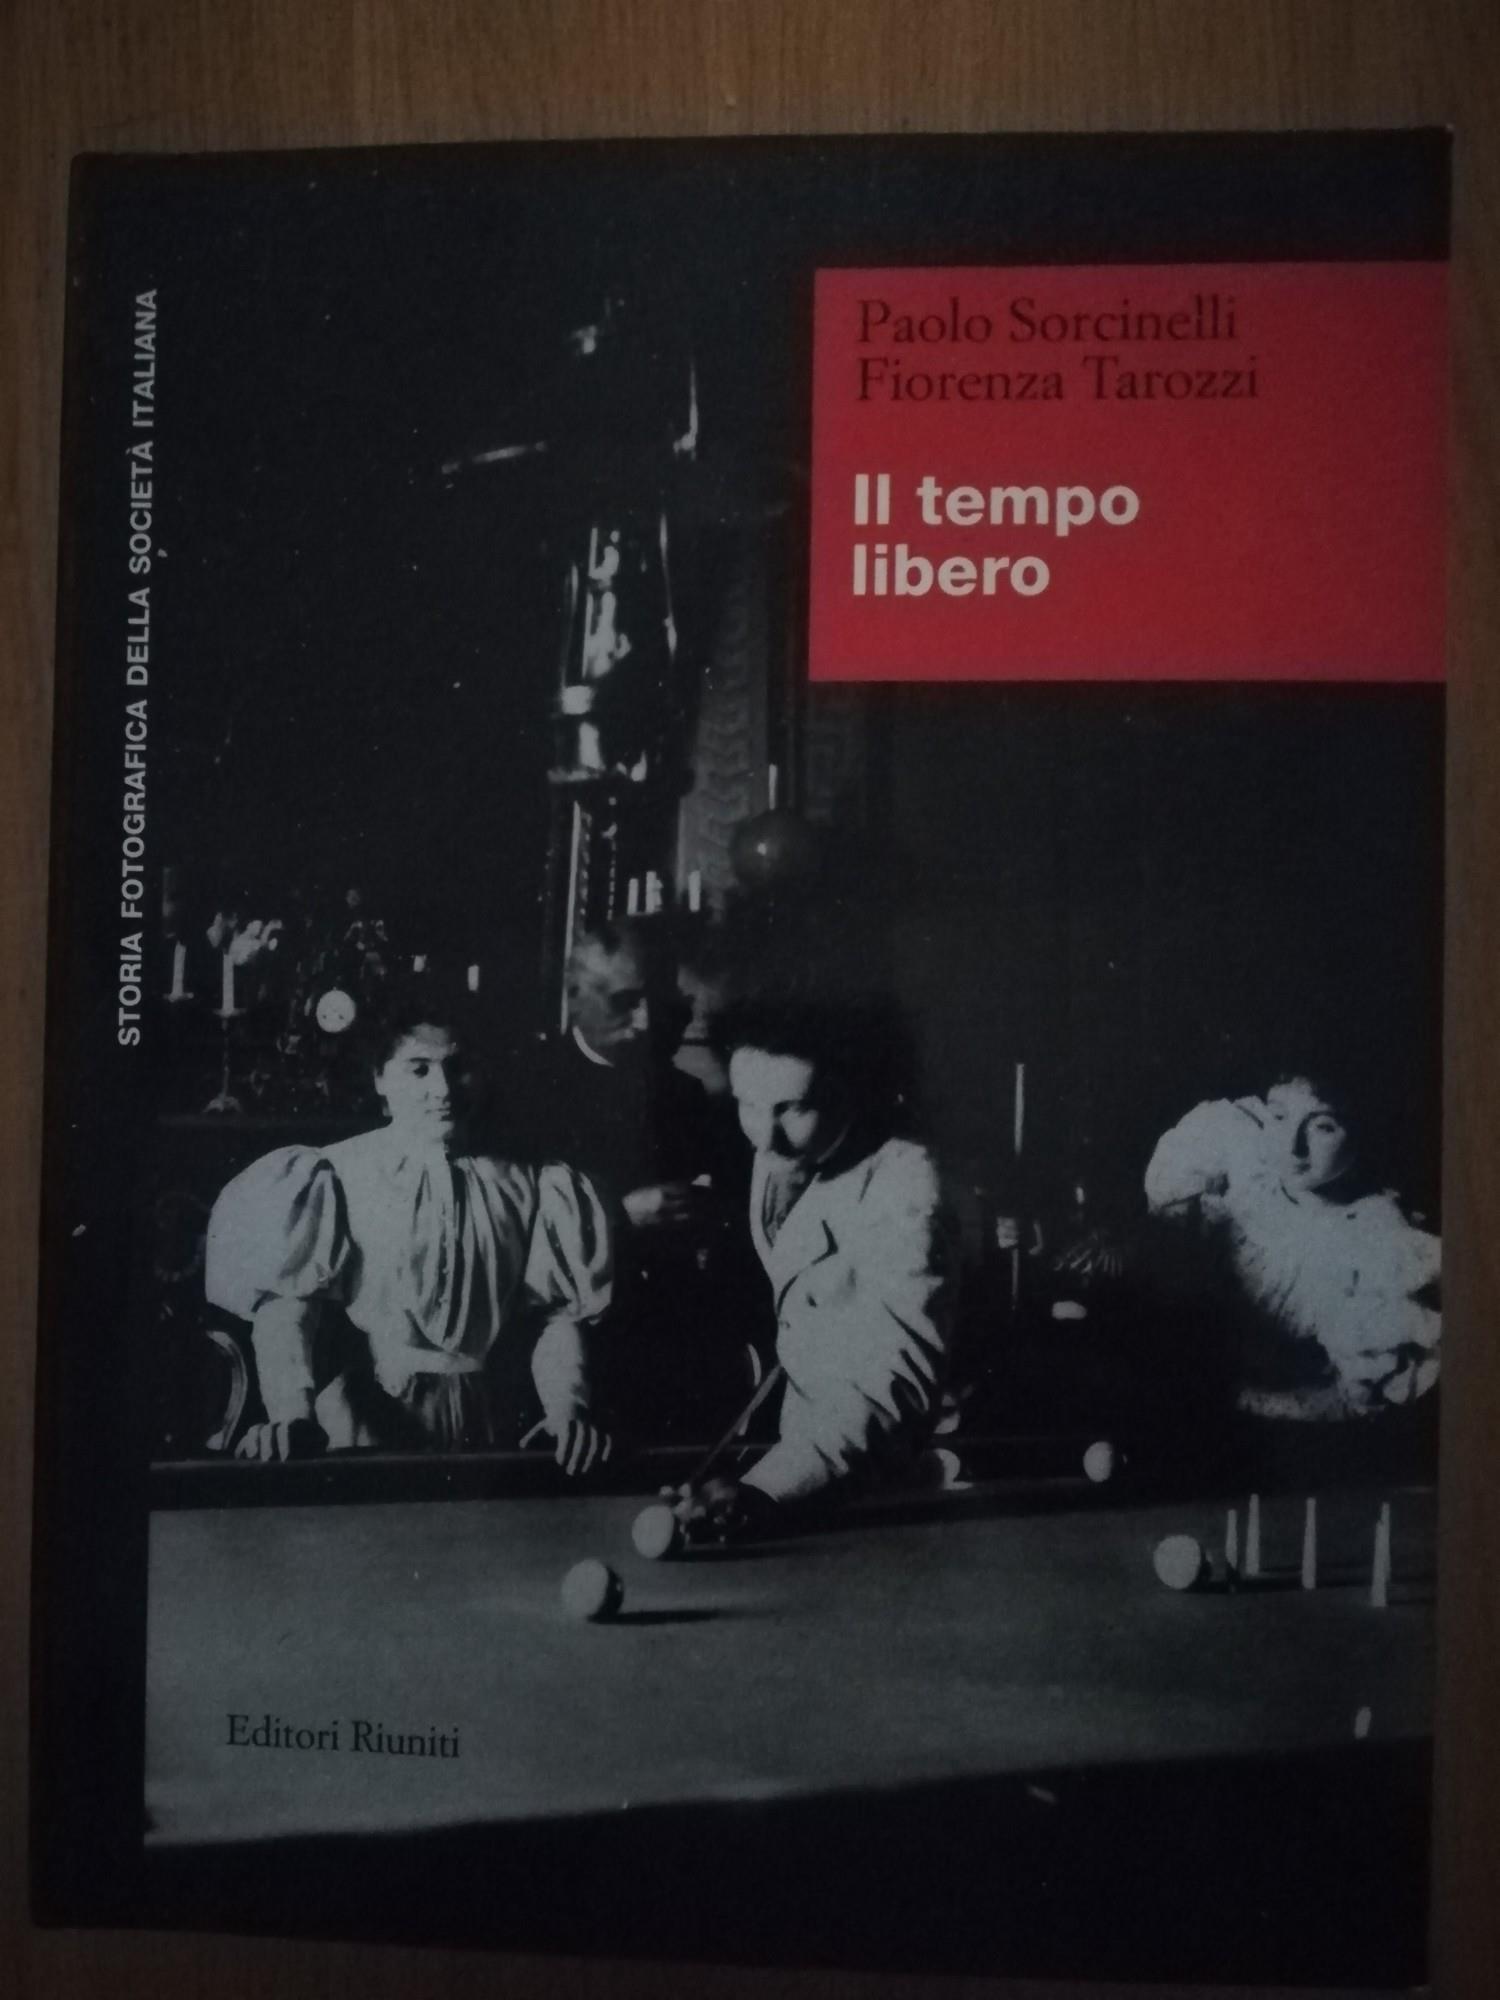 STORIA FOTOGRAFICA DELLA SOCIETÀ ITALIANA
Paolo Sorcinelli
Fiorenza Tarozzi
Il tempo
libero
Editori Riuniti